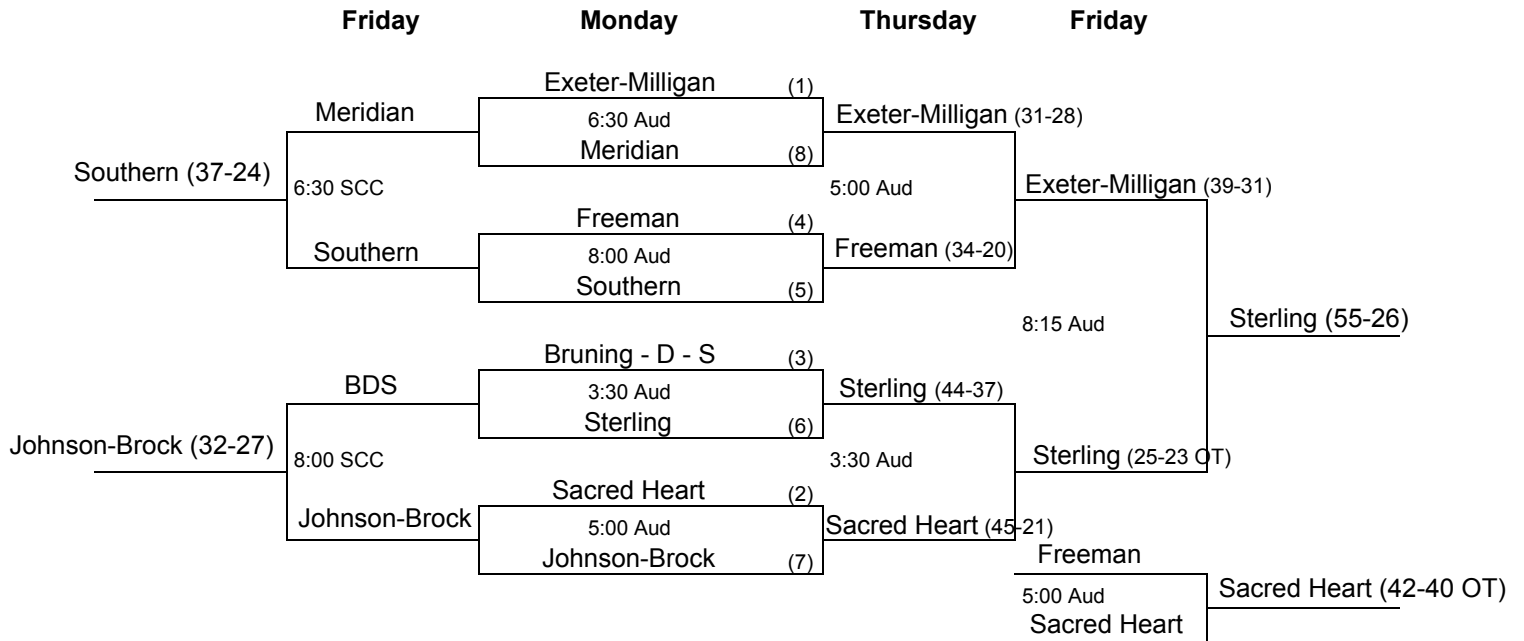 Friday Monday Thursday Friday
Exeter-Milligan (1)
Meridian 6:30 Aud Exeter-Milligan (31-28)
Meridian (8)
Southern (37-24) 6:30 SCC 5:00 Aud Exeter-Milligan (39-31)
Freeman (4)
Southern 8:00 Aud Freeman (34-20)
Southern (5)
8:15 Aud Sterling (55-26)
Bruning - D - S (3)
BDS 3:30 Aud Sterling (44-37)
Sterling (6)
Johnson-Brock (32-27) 8:00 SCC 3:30 Aud Sterling (25-23 OT)
Sacred Heart (2)
Johnson-Brock 5:00 Aud Sacred Heart (45-21)
Johnson-Brock (7) Freeman
5:00 Aud Sacred Heart (42-40 OT)
Sacred Heart